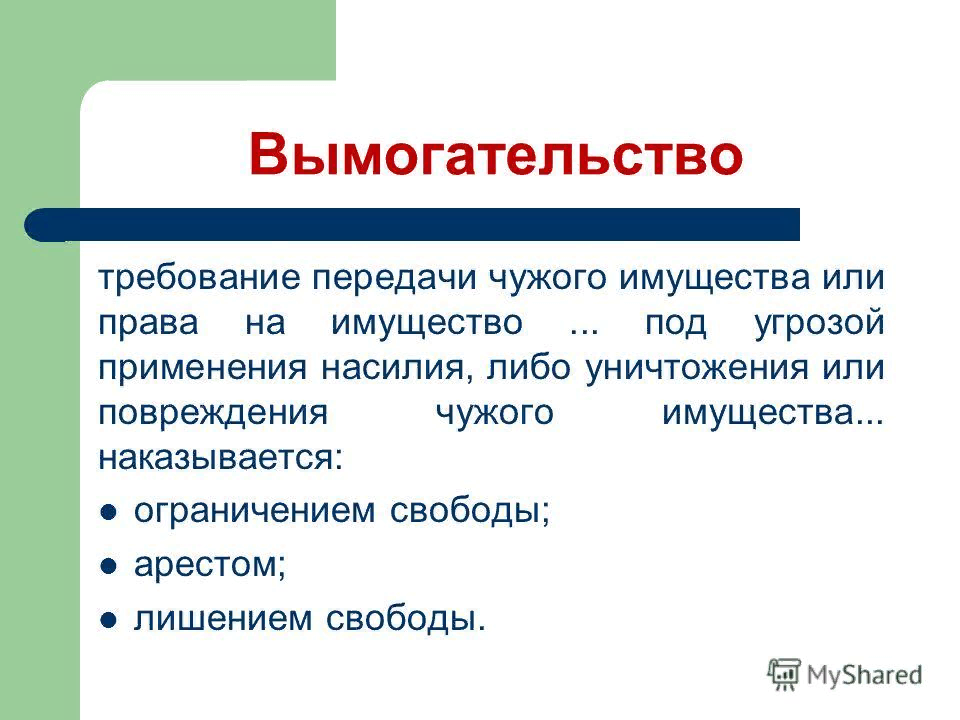 Вымогательство
требование передачи чужого имущества или
права на имущество ... под угрозой
применения насилия, либо уничтожения или
повреждения чужого имущества...
наказывается:
ограничением свободы;
арестом;
лишением свободы.
MyShared